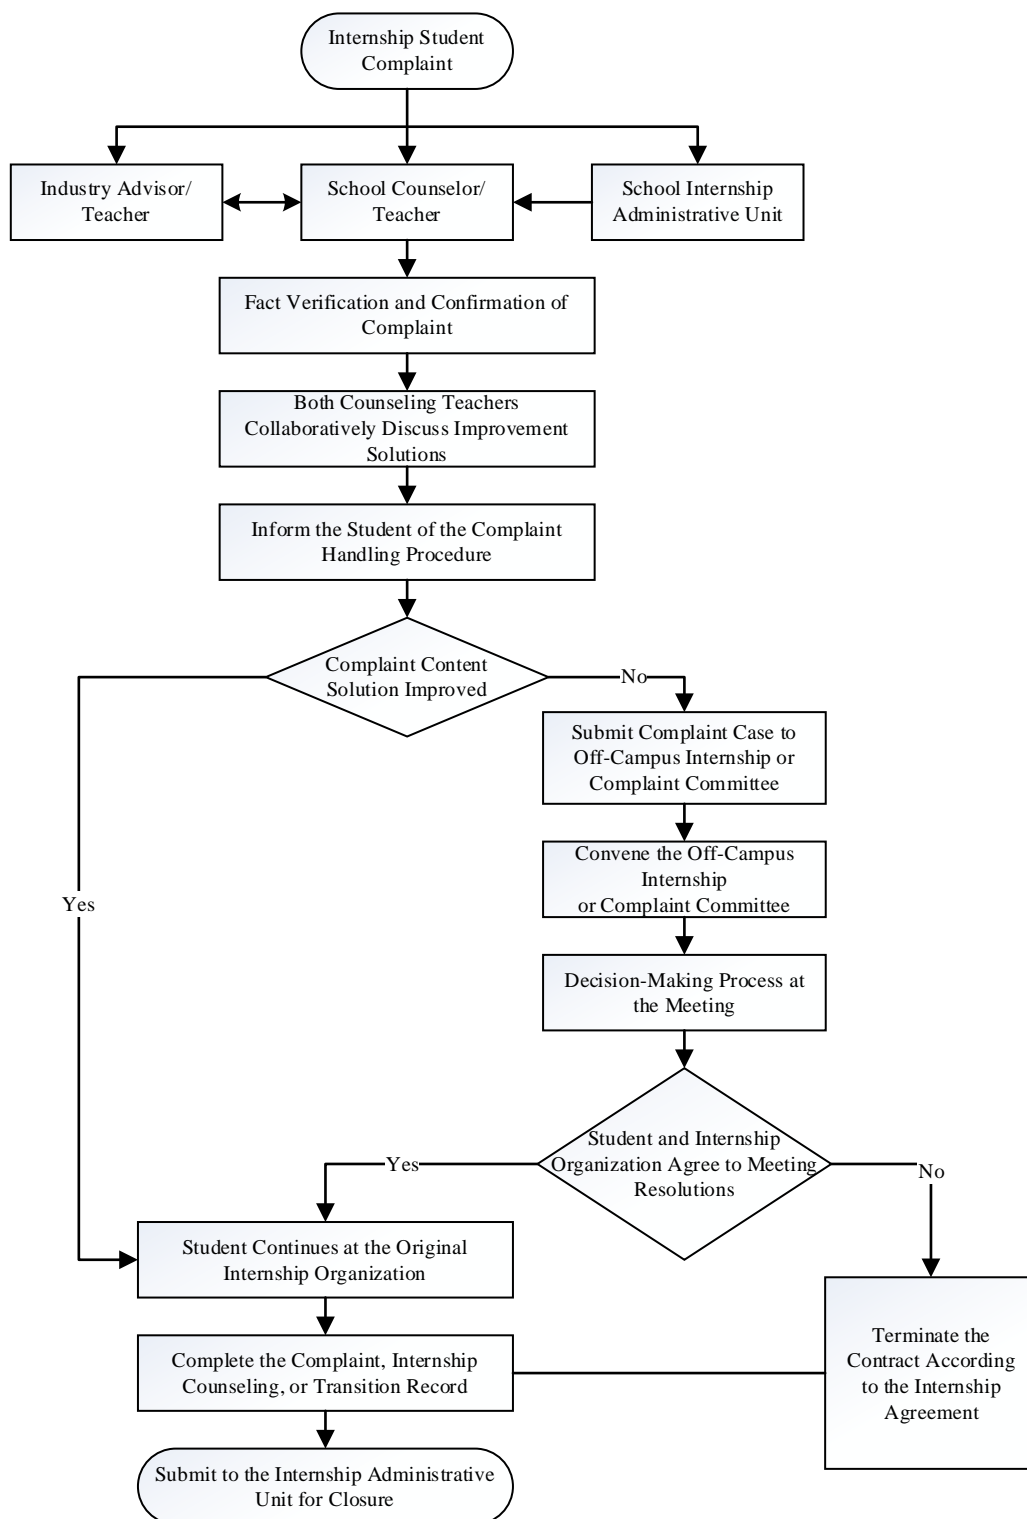 Internship Student
Complaint
Industry Advisor/
Teacher
School Counselor/
Teacher
School Internship
Administrative Unit
Fact Verification and Confirmation of
Complaint
Both Counseling Teachers
Collaboratively Discuss Improvement
Solutions
Inform the Student of the Complaint
Handling Procedure
Complaint Content
Solution Improved
No
Submit Complaint Case to
Off-Campus Internship or
Complaint Committee
Convene the Off-Campus
Internship
or Complaint Committee
Yes
Decision-Making Process at
the Meeting
Student and Internship
Organization Agree to Meeting
Resolutions
Yes
No
Student Continues at the Original
Internship Organization
Terminate the
Contract According
to the Internship
Agreement
Complete the Complaint, Internship
Counseling, or Transition Record
Submit to the Internship Administrative
Unit for Closure